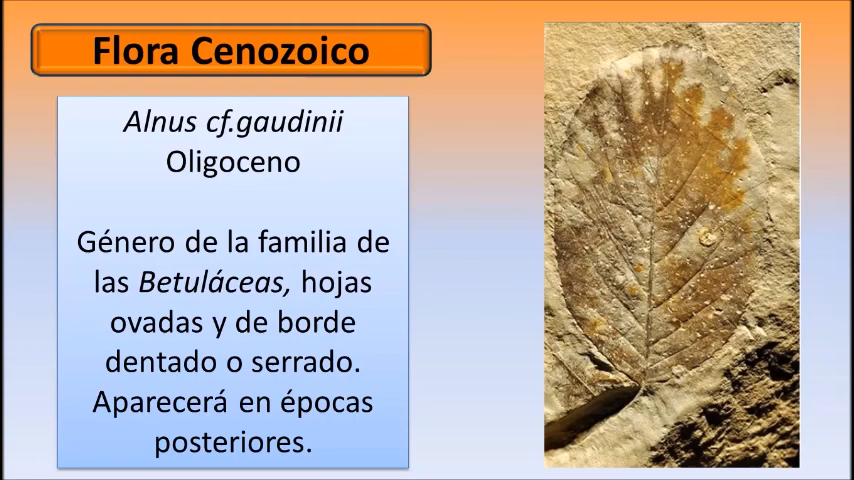 Flora Cenozoico
Alnus cf.gaudinii
Oligoceno
Género de la familia de
las Betuláceas, hojas
ovadas y de borde
dentado o serrado.
Aparecerá en épocas
posteriores.